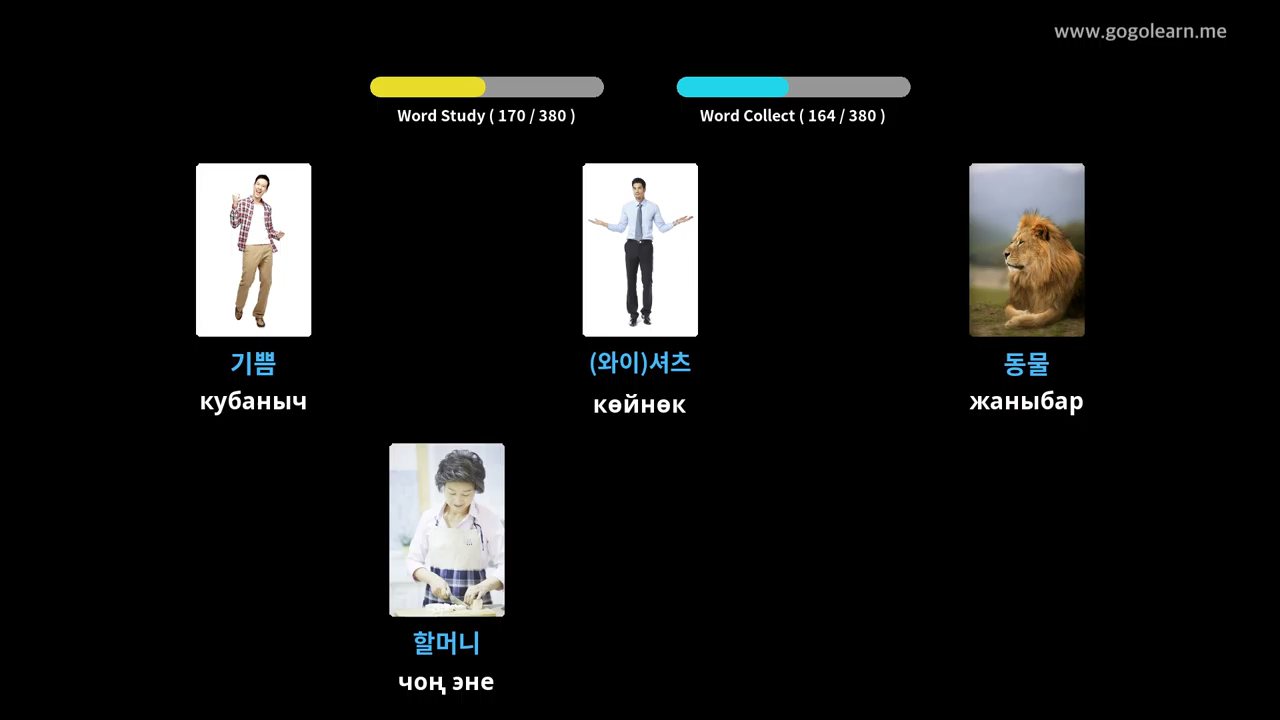 www.gogolearn.me
Word Study ( 170 / 380 )
Word Collect ( 164 / 380 )
기쁨
кубаныч
(와이)셔츠
көйнөк
동물
жаныбар
할머니
чоң эне